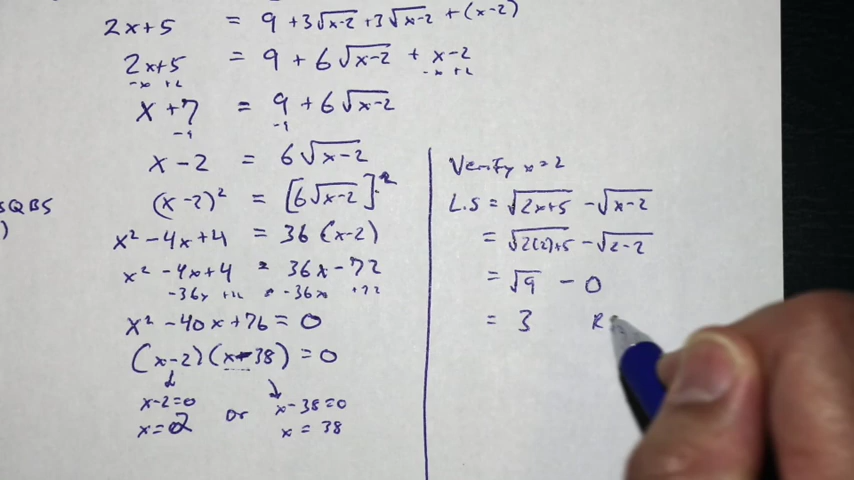 2x+5 = 9 + 3√x-2 + 3√x-2 + (x-2)
2x+5 = 9 + 6√x-2 + x-2
-x +2 -x +2
x + 7 = 9 + 6√x-2
-9 -9
x - 2 = 6√x-2
(x-2)² = [6√x-2]²
x² - 4x + 4 = 36(x-2)
x² - 4x + 4 = 36x - 72
-36x +72 = -36x +72
x² - 40x + 76 = 0
(x-2)(x-38) = 0
x-2=0 or x-38=0
x=2 x = 38
SQBS
)
Verify x=2
L.S = √2x+5 - √x-2
= √2(2)+5 - √2-2
= √9 - 0
= 3 R